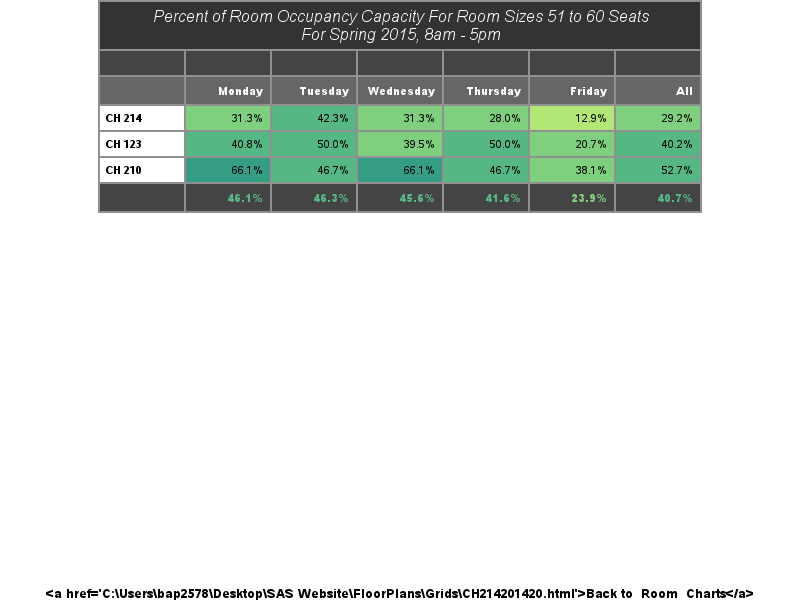 Percent of Room Occupancy Capacity For Room Sizes 51 to 60 Seats
For Spring 2015, 8am - 5pm
Monday Tuesday Wednesday Thursday Friday All
CH 214 31.3% 42.3% 31.3% 28.0% 12.9% 29.2%
CH 123 40.8% 50.0% 39.5% 50.0% 20.7% 40.2%
CH 210 66.1% 46.7% 66.1% 46.7% 38.1% 52.7%
46.1% 46.3% 45.6% 41.6% 23.9% 40.7%
<a href='C:\Users\bap2578\Desktop\SAS Website\FloorPlans\Grids\CH214201420.html'>Back to Room Charts</a>